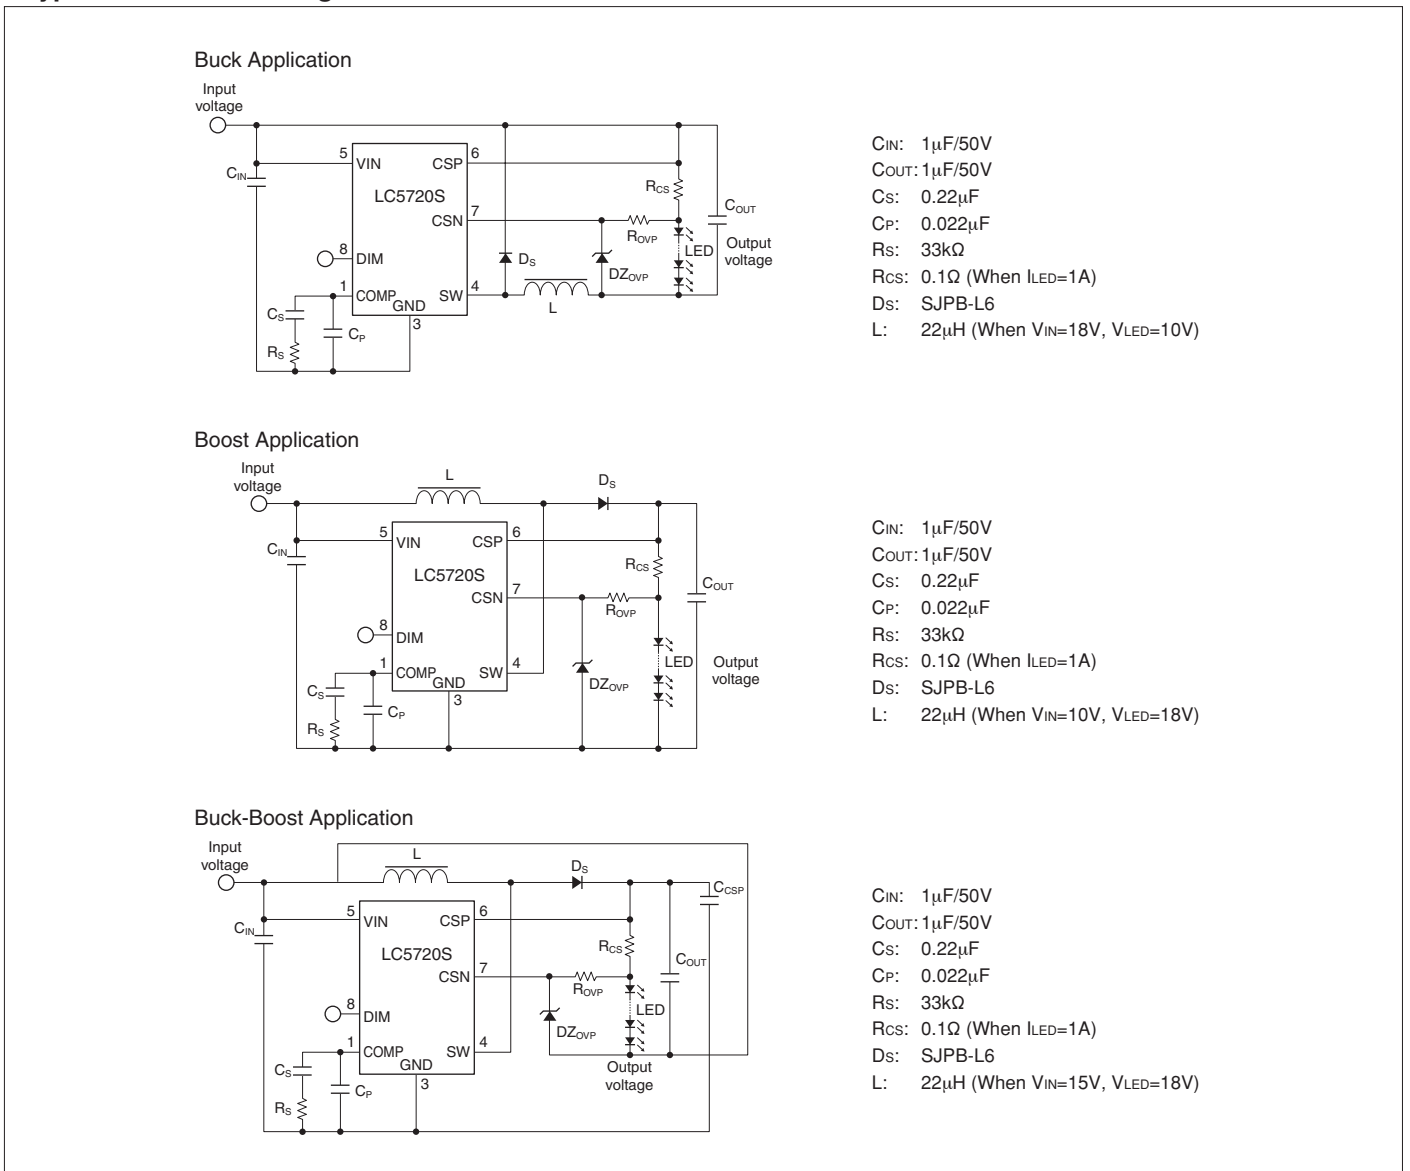 Buck Application
Input
voltage
5
VIN
CSP
6
CIN
LC5720S
RCS
COUT
CSN
7
ROVP
LED
Output
voltage
8
DIM
DS
DZOVP
1
COMP
GND
SW
4
L
3
CS
CP
RS
CIN: 1μF/50V
COUT: 1μF/50V
CS: 0.22μF
CP: 0.022μF
RS: 33kΩ
RCS: 0.1Ω (When ILED=1A)
DS: SJPB-L6
L: 22μH (When VIN=18V, VLED=10V)
Boost Application
Input
voltage
L
DS
5
VIN
CSP
6
CIN
LC5720S
RCS
COUT
CSN
7
ROVP
8
DIM
LED
Output
voltage
1
COMP
GND
SW
4
DZOVP
3
CS
CP
RS
CIN: 1μF/50V
COUT: 1μF/50V
CS: 0.22μF
CP: 0.022μF
RS: 33kΩ
RCS: 0.1Ω (When ILED=1A)
DS: SJPB-L6
L: 22μH (When VIN=10V, VLED=18V)
Buck-Boost Application
Input
voltage
L
DS
CCSP
5
VIN
CSP
6
CIN
LC5720S
RCS
COUT
CSN
7
ROVP
LED
8
DIM
DZOVP
1
COMP
GND
SW
4
Output
voltage
3
CS
CP
RS
CIN: 1μF/50V
COUT: 1μF/50V
CS: 0.22μF
CP: 0.022μF
RS: 33kΩ
RCS: 0.1Ω (When ILED=1A)
DS: SJPB-L6
L: 22μH (When VIN=15V, VLED=18V)